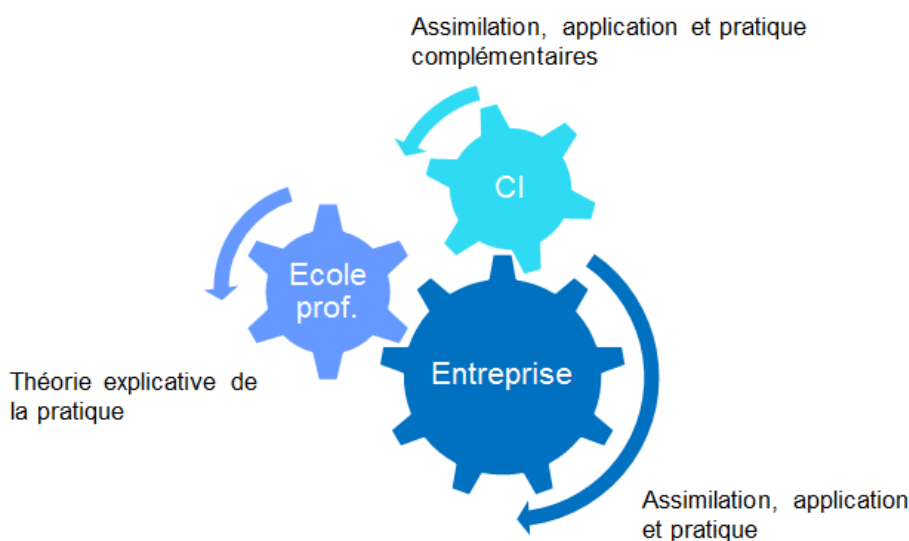 Assimilation, application et pratique
complémentaires
CI
Ecole
prof.
Entreprise
Théorie explicative de
la pratique
Assimilation, application
et pratique